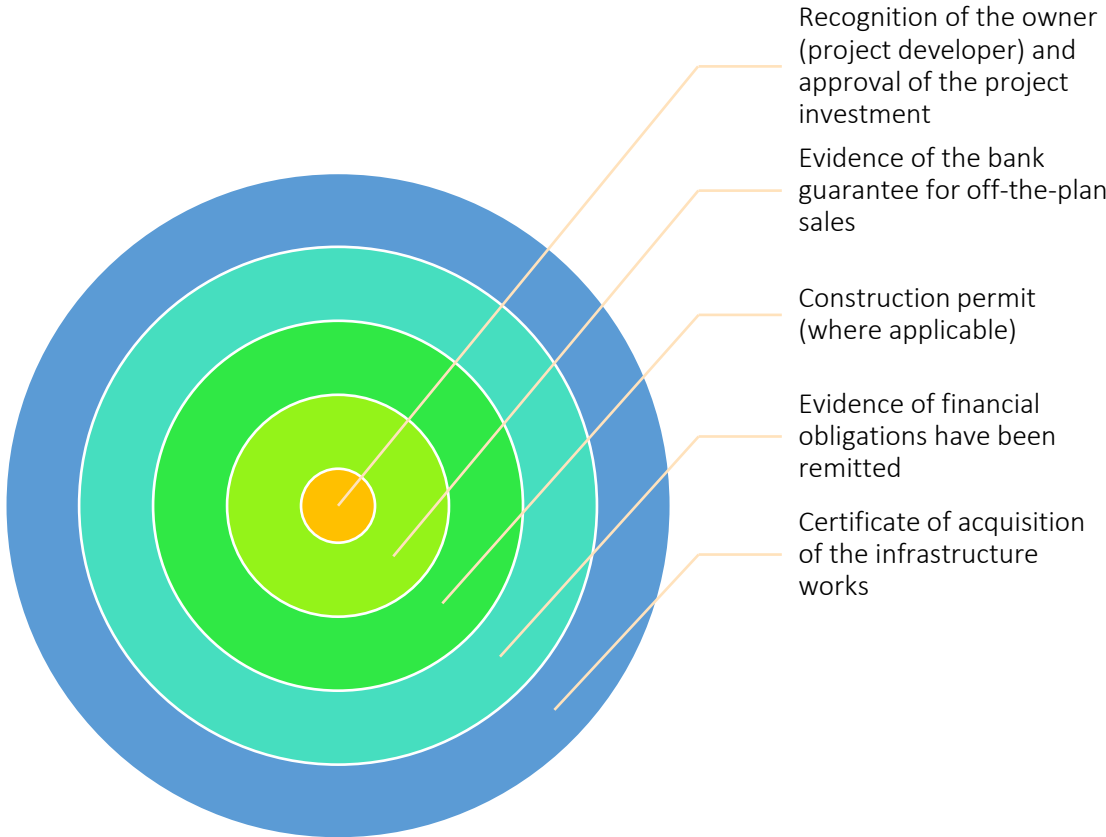 Recognition of the owner
(project developer) and
approval of the project
investment
Evidence of the bank
guarantee for off-the-plan
sales
Construction permit
(where applicable)
Evidence of financial
obligations have been
remitted
Certificate of acquisition
of the infrastructure
works